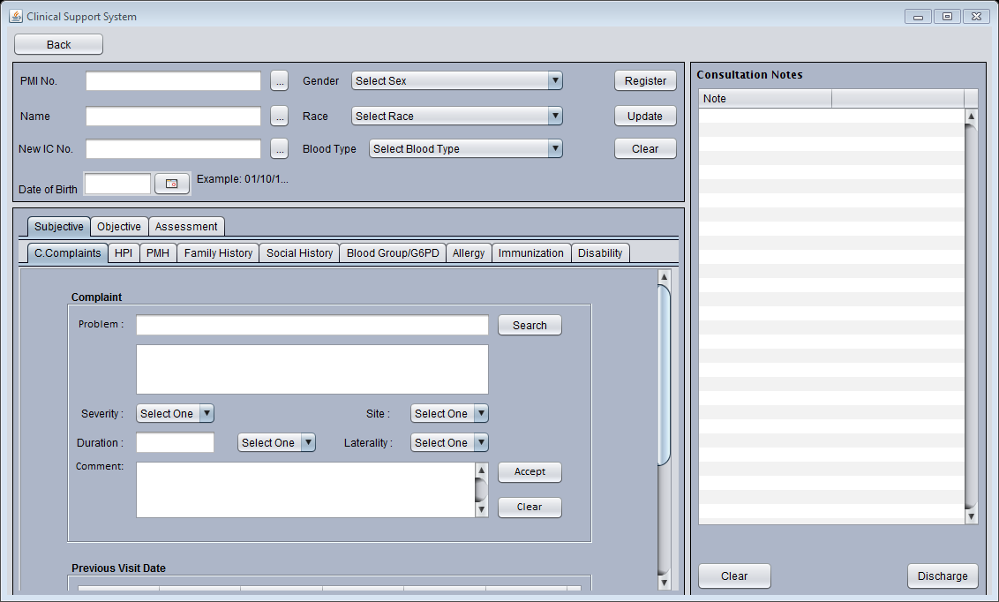 Clinical Support System
Back
PMI No. ... Gender Select Sex Register
Name ... Race Select Race Update
New IC No. ... Blood Type Select Blood Type Clear
Date of Birth Example: 01/10/1...
Subjective Objective Assessment
C.Complaints HPI PMH Family History Social History Blood Group/G6PD Allergy Immunization Disability
Complaint
Problem : Search
Severity : Select One Site : Select One
Duration : Select One Laterality : Select One
Comment: Accept
Clear
Previous Visit Date
Consultation Notes
Note
Clear Discharge